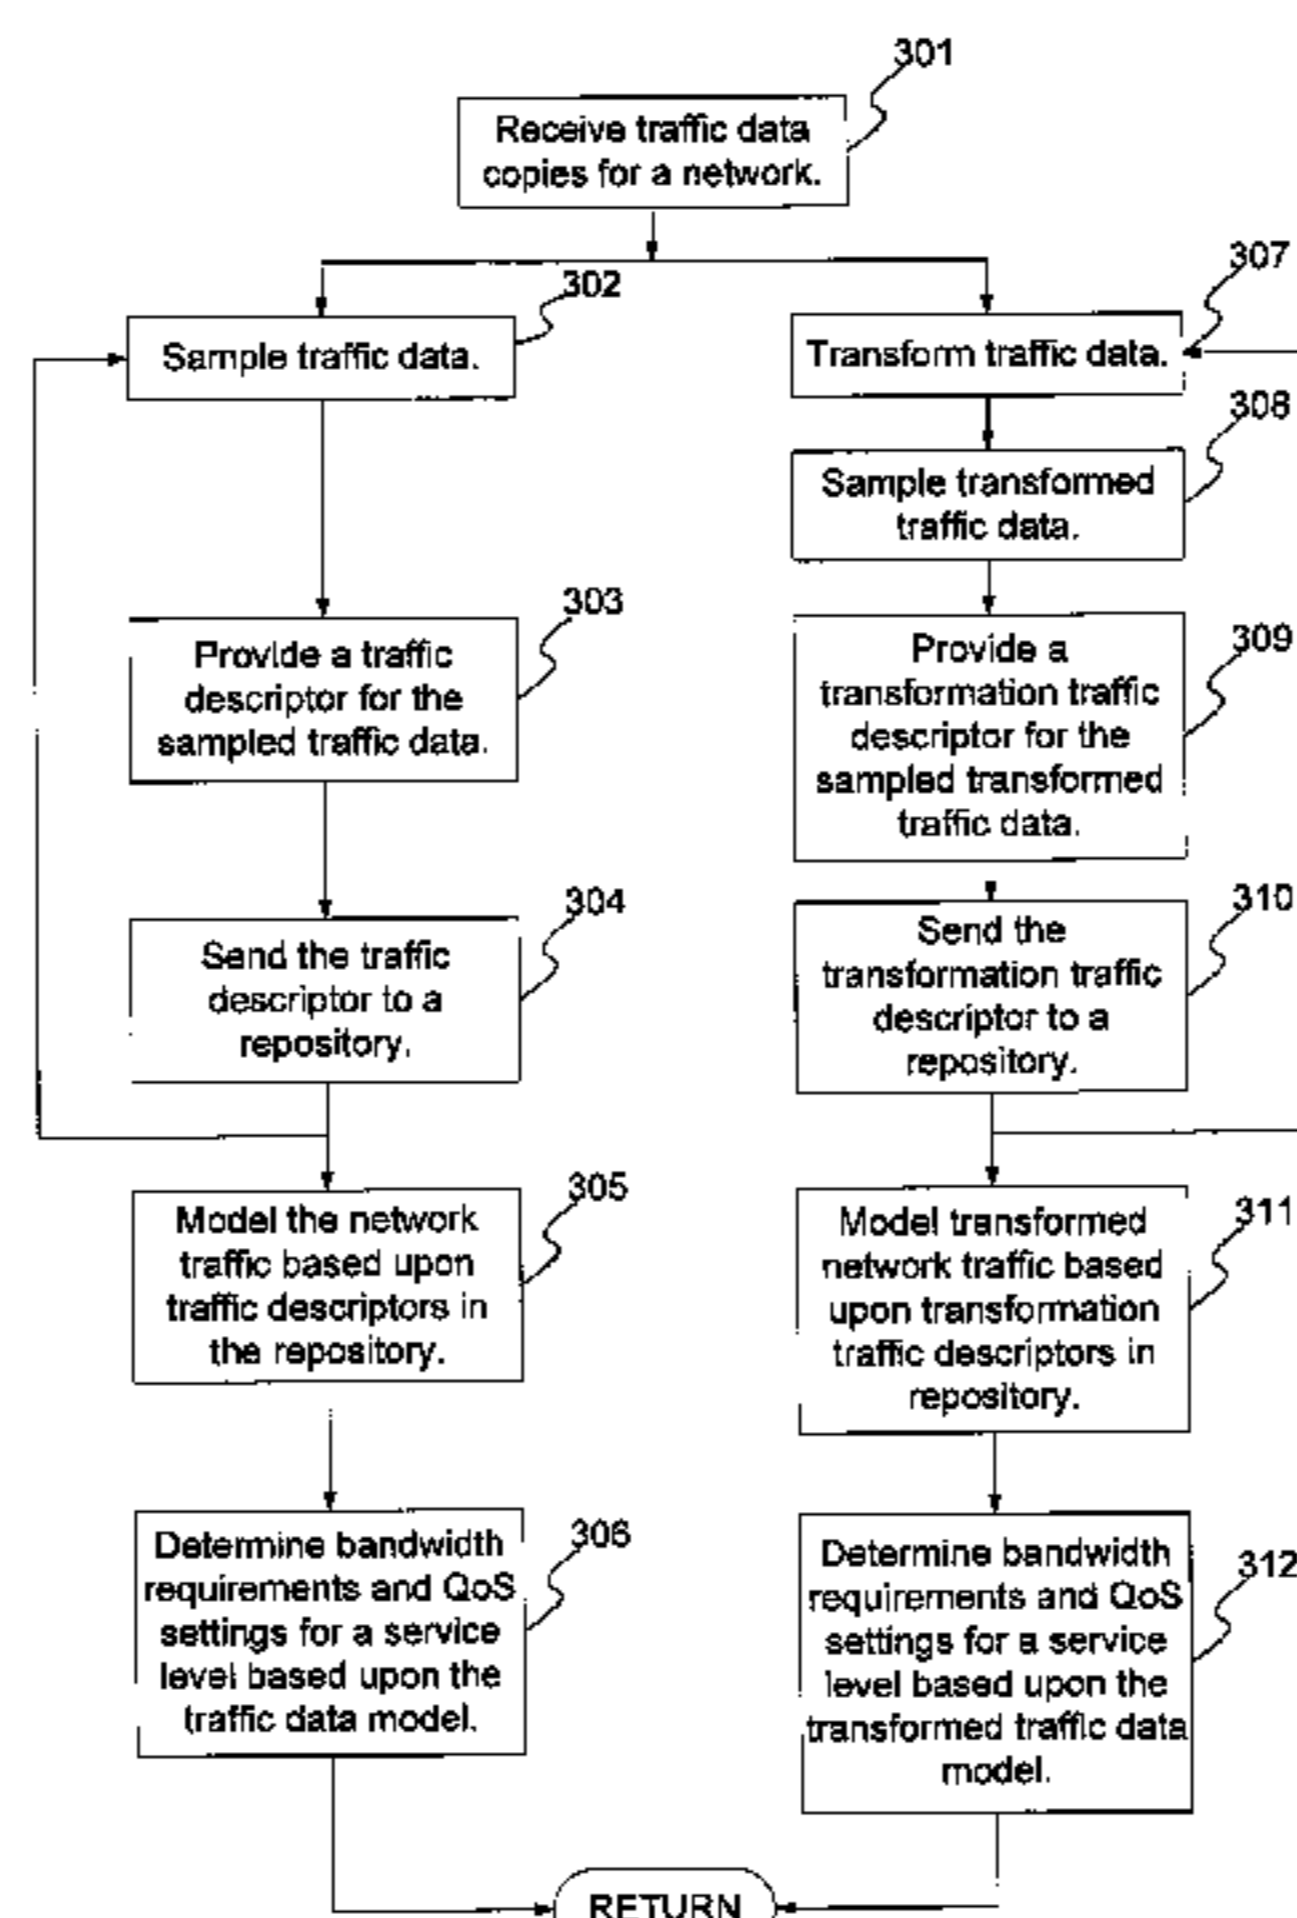 301
Receive traffic data
copies for a network.
302
Sample traffic data.
303
Provide a traffic
descriptor for the
sampled traffic data.
304
Send the traffic
descriptor to a
repository.
305
Model the network
traffic based upon
traffic descriptors in
the repository.
306
Determine bandwidth
requirements and QoS
settings for a service
level based upon the
traffic data model.
307
Transform traffic data.
308
Sample transformed
traffic data.
309
Provide a
transformation traffic
descriptor for the
sampled transformed
traffic data.
310
Send the
transformation traffic
descriptor to a
repository.
311
Model transformed
network traffic based
upon transformation
traffic descriptors in
repository.
312
Determine bandwidth
requirements and QoS
settings for a service
level based upon the
transformed traffic data
model.
RETURN